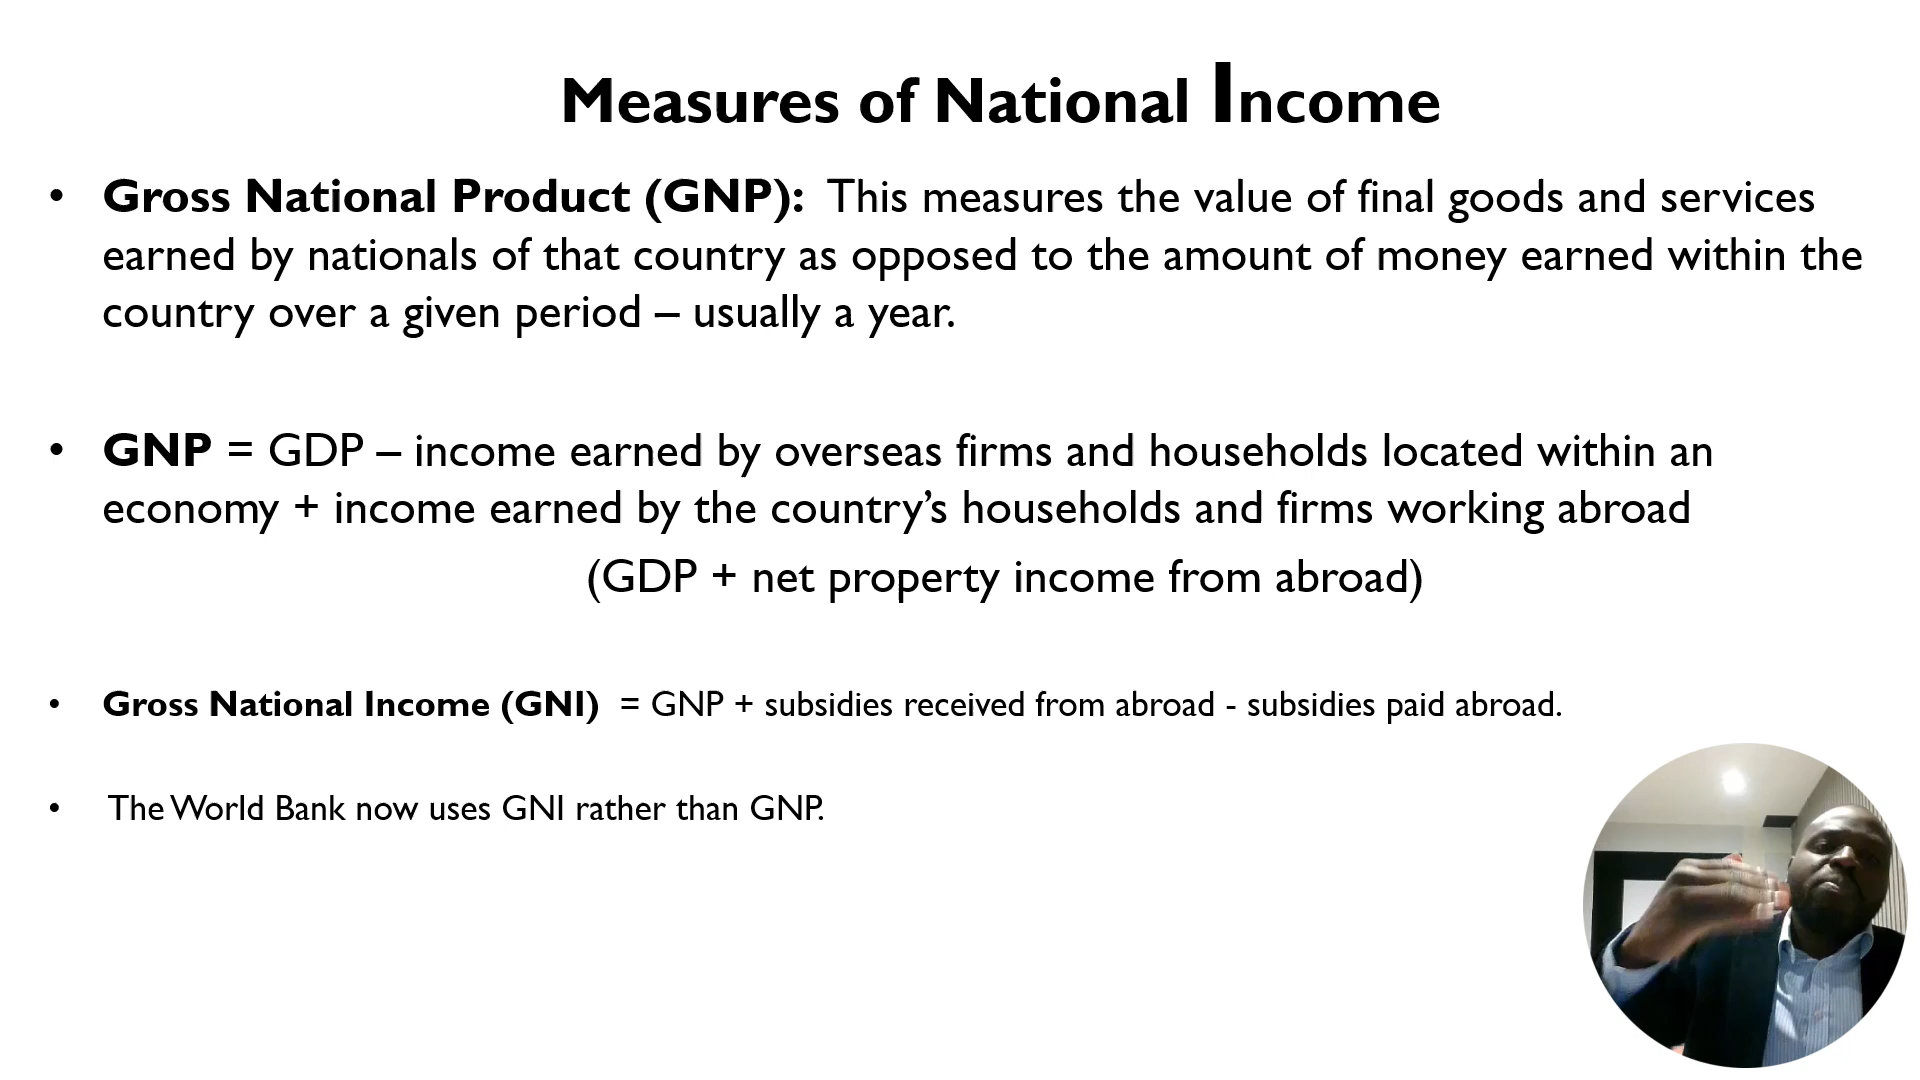 Measures of National Income
• Gross National Product (GNP): This measures the value of final goods and services
earned by nationals of that country as opposed to the amount of money earned within the
country over a given period – usually a year.
• GNP = GDP – income earned by overseas firms and households located within an
economy + income earned by the country’s households and firms working abroad
(GDP + net property income from abroad)
• Gross National Income (GNI) = GNP + subsidies received from abroad - subsidies paid abroad.
• The World Bank now uses GNI rather than GNP.